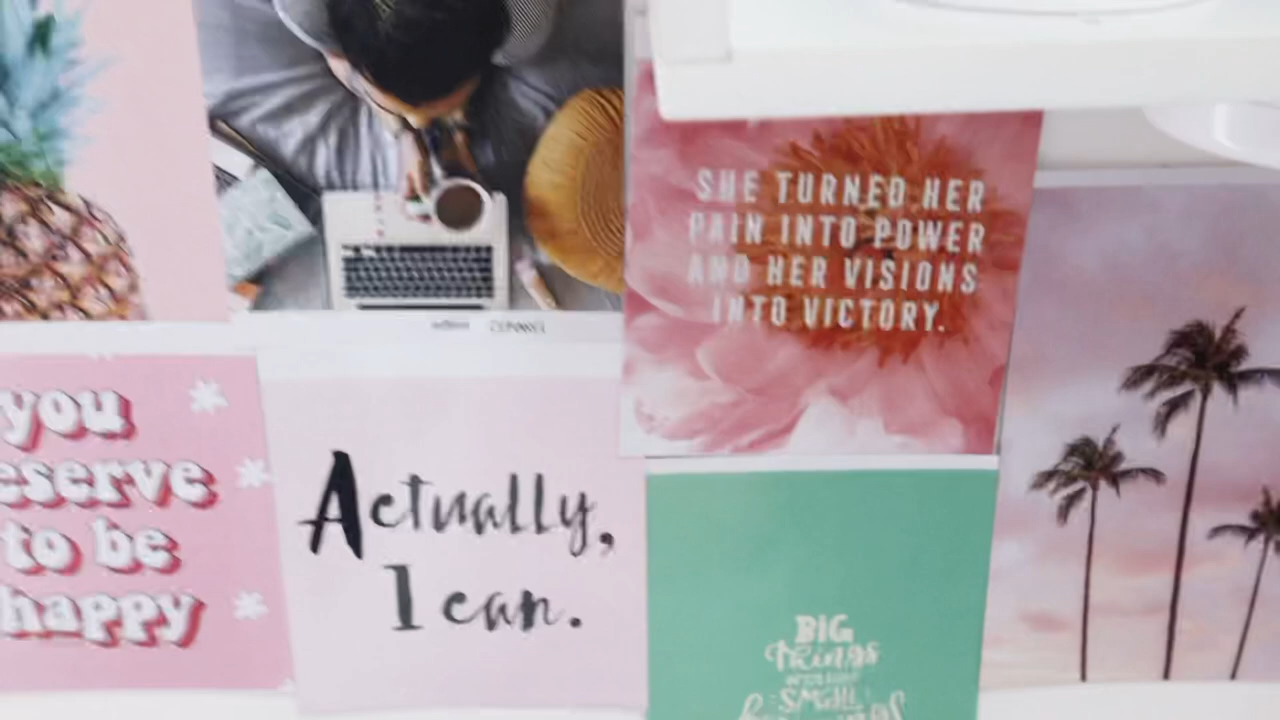 SHE TURNED HER
PAIN INTO POWER
AND HER VISIONS
INTO VICTORY.
you
eserve
to be
happy
Actually,
I can.
BIG
things
SMALL